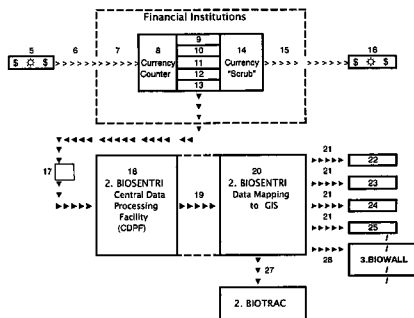 Financial Institutions
5
6
7
8
Currency
Counter
9
10
11
12
13
14
Currency
"Scrub"
15
16
$ ☼ $
$ ☼ $
17
18
2. BIOSENTRI
Central Data
Processing
Facility
(CDPF)
19
20
2. BIOSENTRI
Data Mapping
to GIS
21
22
21
23
21
24
21
25
28
3.BIOWALL
27
2. BIOTRAC